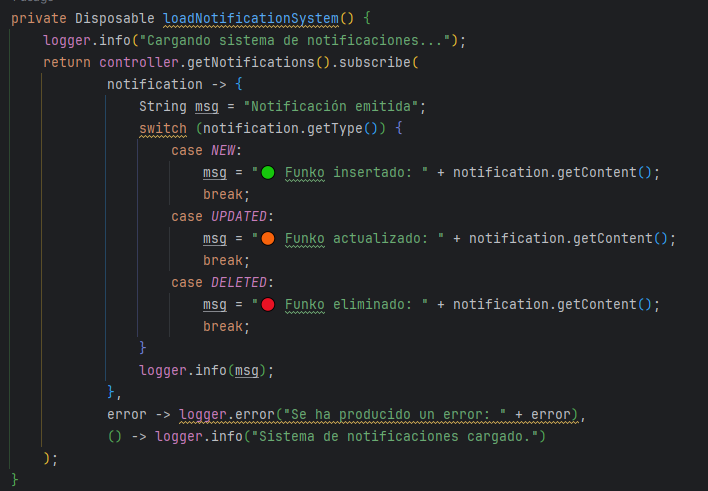 private Disposable loadNotificationSystem() {
logger.info("Cargando sistema de notificaciones...");
return controller.getNotifications().subscribe(
notification -> {
String msg = "Notificación emitida";
switch (notification.getType()) {
case NEW:
msg = "🟢 Funko insertado: " + notification.getContent();
break;
case UPDATED:
msg = "🟠 Funko actualizado: " + notification.getContent();
break;
case DELETED:
msg = "🔴 Funko eliminado: " + notification.getContent();
break;
}
logger.info(msg);
},
error -> logger.error("Se ha producido un error: " + error),
() -> logger.info("Sistema de notificaciones cargado.")
);
}